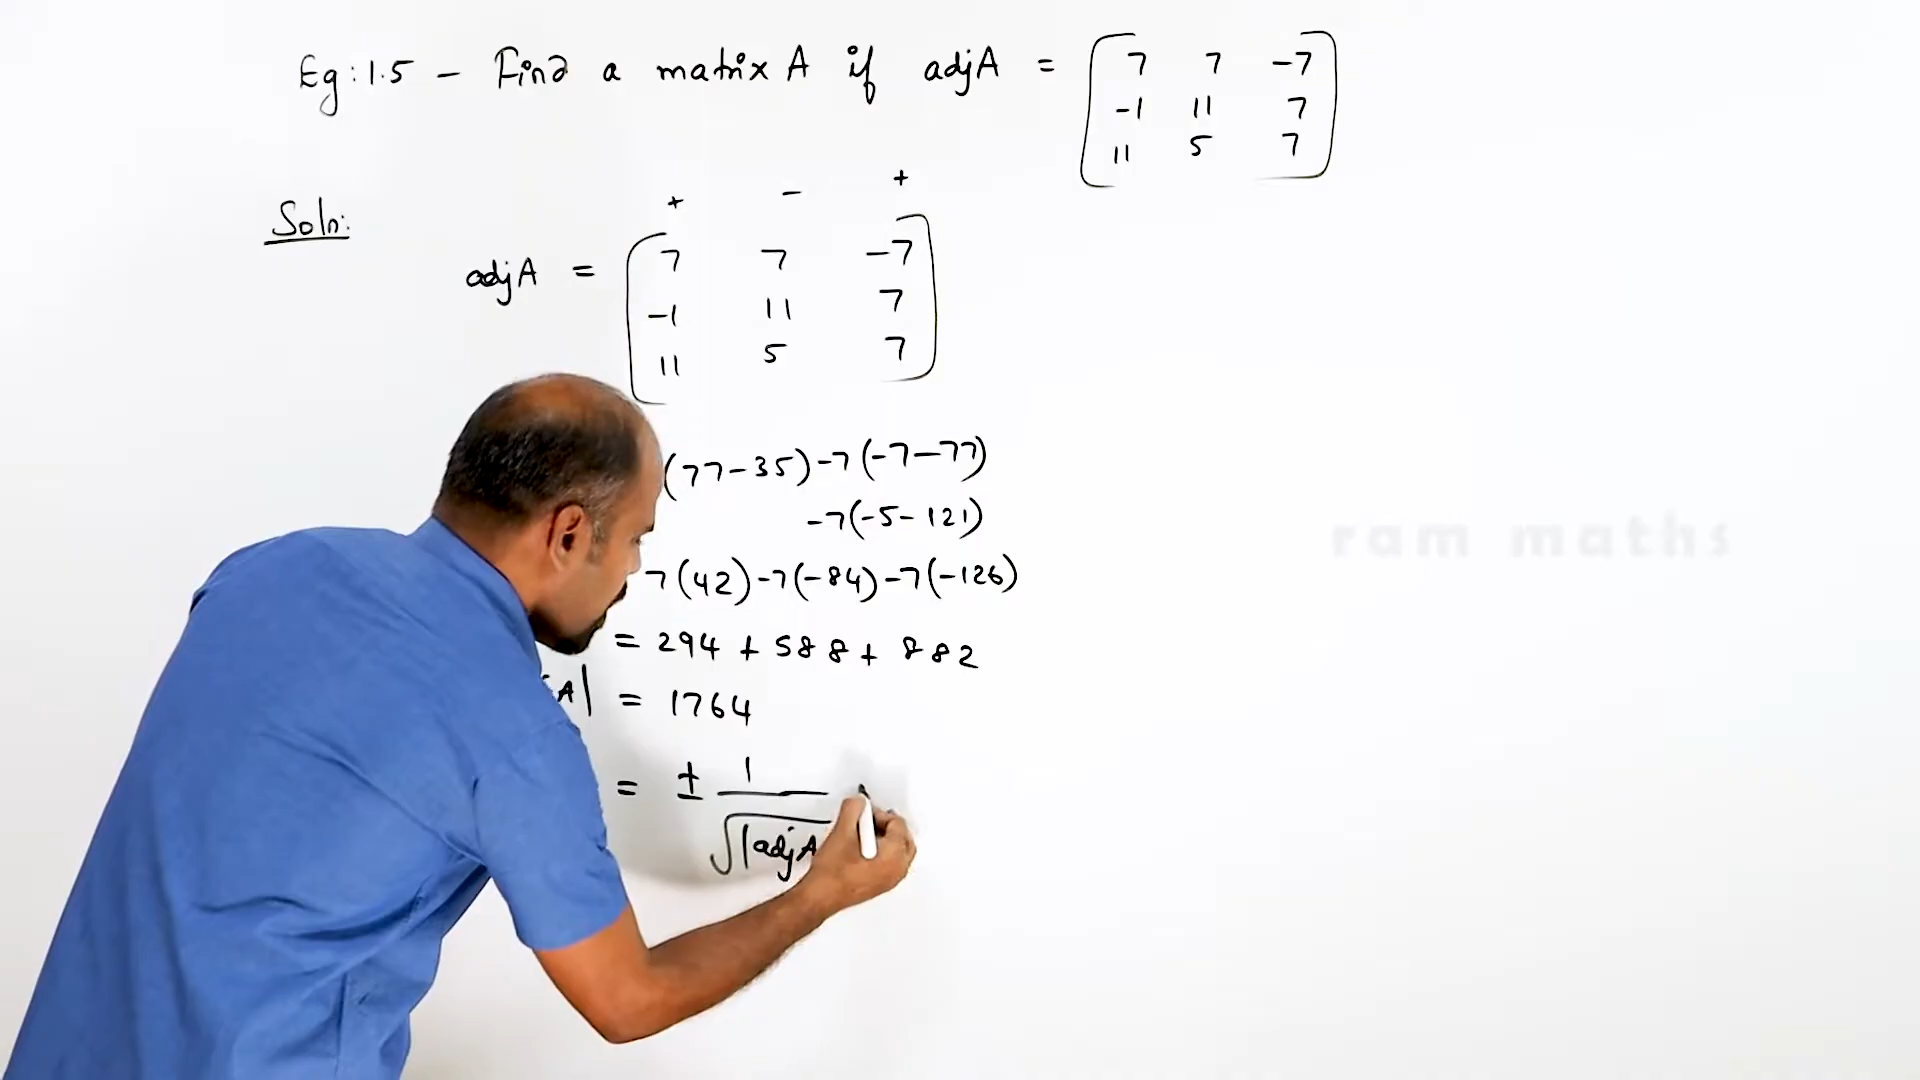 Eg:1.5 - Find a matrix A if adjA = [ 7 7 -7
-1 11 7
11 5 7 ]
Soln:
+ - +
adjA = [ 7 7 -7
-1 11 7
11 5 7 ]
(77-35)-7(-7-77)
-7(-5-121)
7(42)-7(-84)-7(-126)
= 294 + 588 + 882
A| = 1764
= ± 1
√|adjA
ram maths